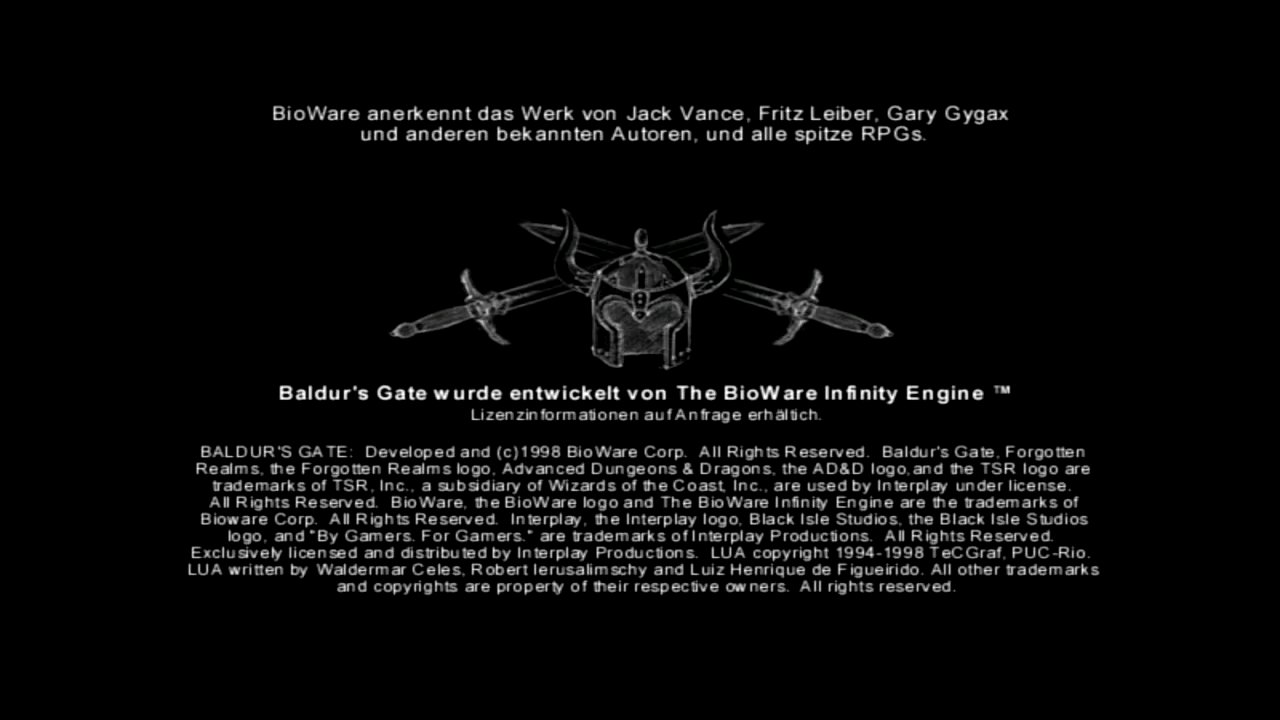 BioWare anerkennt das Werk von Jack Vance, Fritz Leiber, Gary Gygax
und anderen bekannten Autoren, und alle spitze RPGs.
Baldur's Gate wurde entwickelt von The BioWare Infinity Engine ™
Lizenzinformationen auf Anfrage erhältich.
BALDUR'S GATE: Developed and (c)1998 BioWare Corp. All Rights Reserved. Baldur's Gate, Forgotten
Realms, the Forgotten Realms logo, Advanced Dungeons & Dragons, the AD&D logo,and the TSR logo are
trademarks of TSR, Inc., a subsidiary of Wizards of the Coast, Inc., are used by Interplay under license.
All Rights Reserved. BioWare, the BioWare logo and The BioWare Infinity Engine are the trademarks of
Bioware Corp. All Rights Reserved. Interplay, the Interplay logo, Black Isle Studios, the Black Isle Studios
logo, and "By Gamers. For Gamers." are trademarks of Interplay Productions. All Rights Reserved.
Exclusively licensed and distributed by Interplay Productions. LUA copyright 1994-1998 TeCGraf, PUC-Rio.
LUA written by Waldermar Celes, Robert Ierusalimschy and Luiz Henrique de Figueirido. All other trademarks
and copyrights are property of their respective owners. All rights reserved.